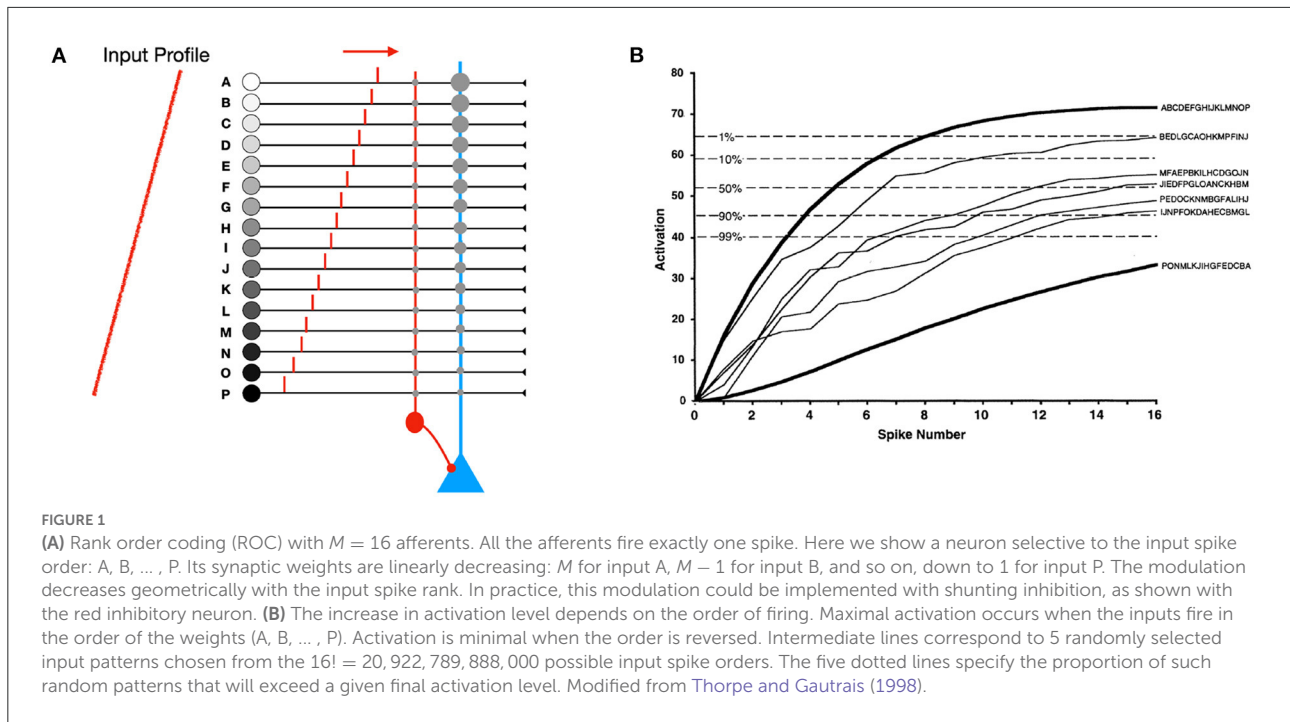 A
Input Profile
A
B
C
D
E
F
G
H
I
J
K
L
M
N
O
P
B
80
70
60
50
40
30
20
10
0
Activation
1%
10%
50%
90%
99%
ABCDEFGHIJKLMNOP
BEDLGCAOHKMPFINJ
MFAEPBKILHCDGOJN
JIEDFPGLOANCKHBM
PEDOCKNMBGFALIHJ
IJNPFOKDAHECBMGL
PONMLKJIHGFEDCBA
0 2 4 6 8 10 12 14 16
Spike Number
FIGURE 1
(A) Rank order coding (ROC) with M = 16 afferents. All the afferents fire exactly one spike. Here we show a neuron selective to the input spike
order: A, B, ... , P. Its synaptic weights are linearly decreasing: M for input A, M − 1 for input B, and so on, down to 1 for input P. The modulation
decreases geometrically with the input spike rank. In practice, this modulation could be implemented with shunting inhibition, as shown with
the red inhibitory neuron. (B) The increase in activation level depends on the order of firing. Maximal activation occurs when the inputs fire in
the order of the weights (A, B, ... , P). Activation is minimal when the order is reversed. Intermediate lines correspond to 5 randomly selected
input patterns chosen from the 16! = 20, 922, 789, 888, 000 possible input spike orders. The five dotted lines specify the proportion of such
random patterns that will exceed a given final activation level. Modified from Thorpe and Gautrais (1998).